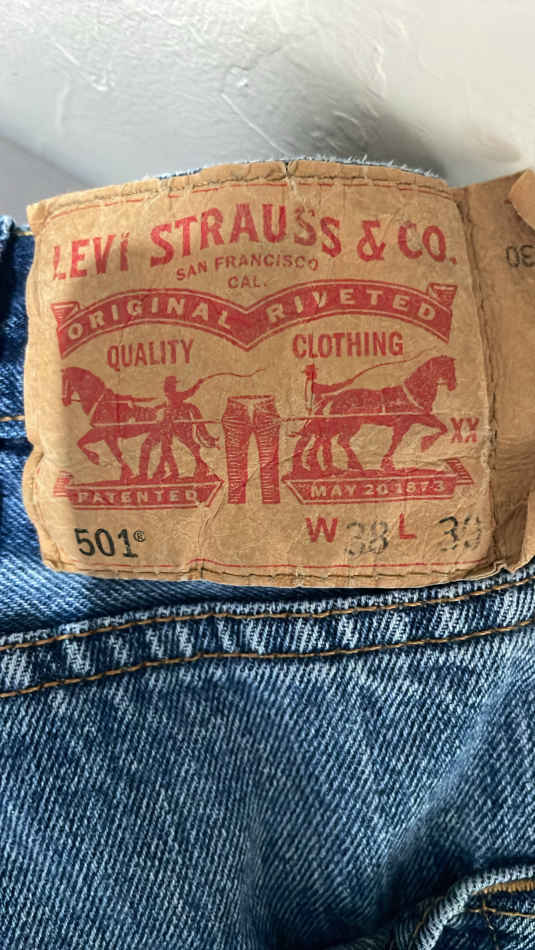 LEVI STRAUSS & CO.
SAN FRANCISCO
CAL.
ORIGINAL RIVETED
QUALITY CLOTHING
XX
PATENTED MAY 20 1873
501® W 38 L 30